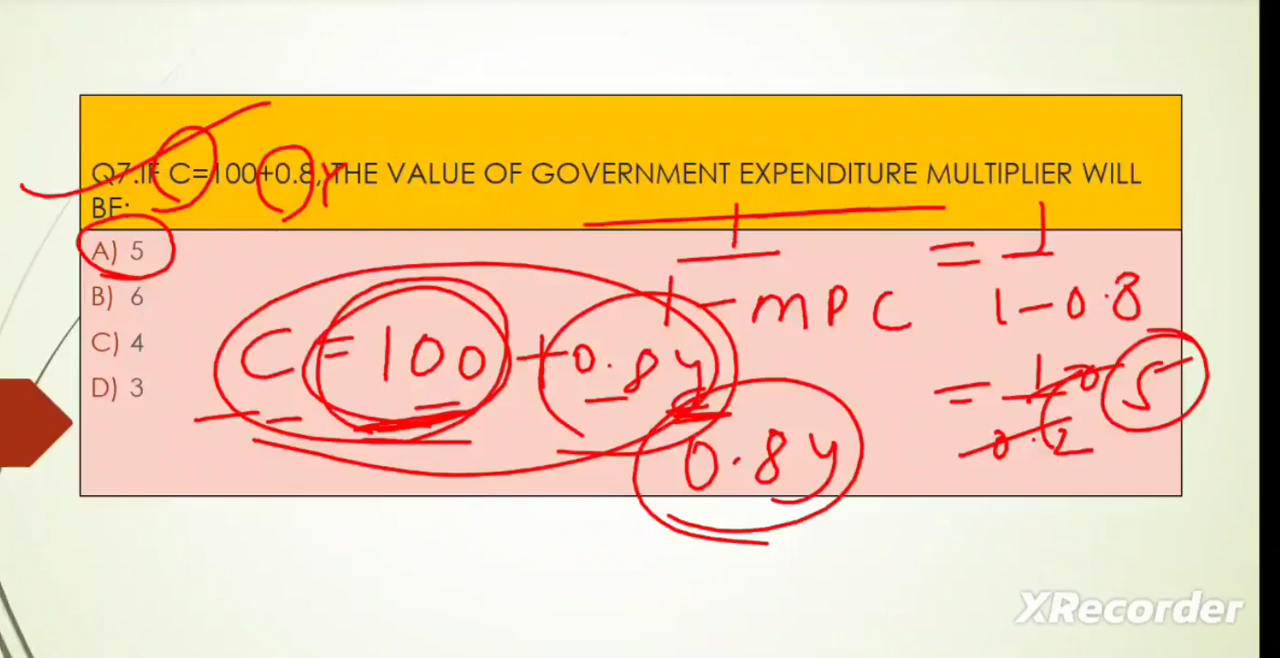 Q7.IF C=100+0.8Y, THE VALUE OF GOVERNMENT EXPENDITURE MULTIPLIER WILL
BE:
A) 5
B) 6
C) 4
D) 3
1/1-MPC = 1/1-0.8
C=100+0.8y
= 1/0.2 5
0.8y
XRecorder